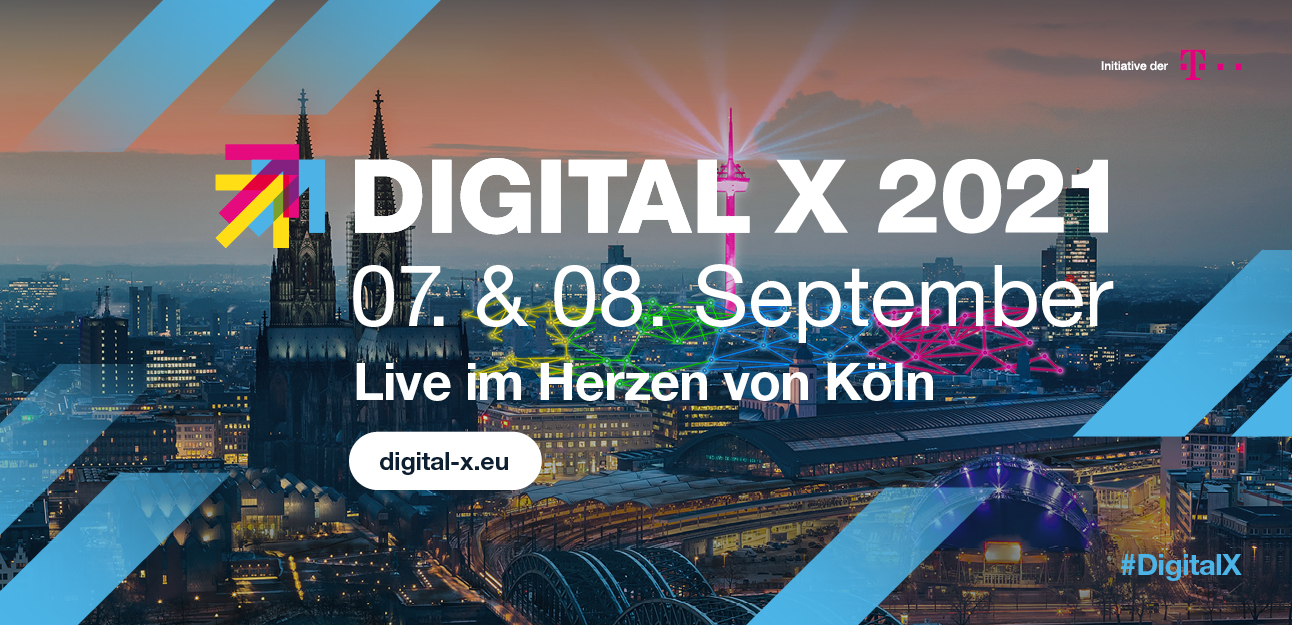 Initiative der T
DIGITAL X 2021
07. & 08. September
Live im Herzen von Köln
digital-x.eu
#DigitalX